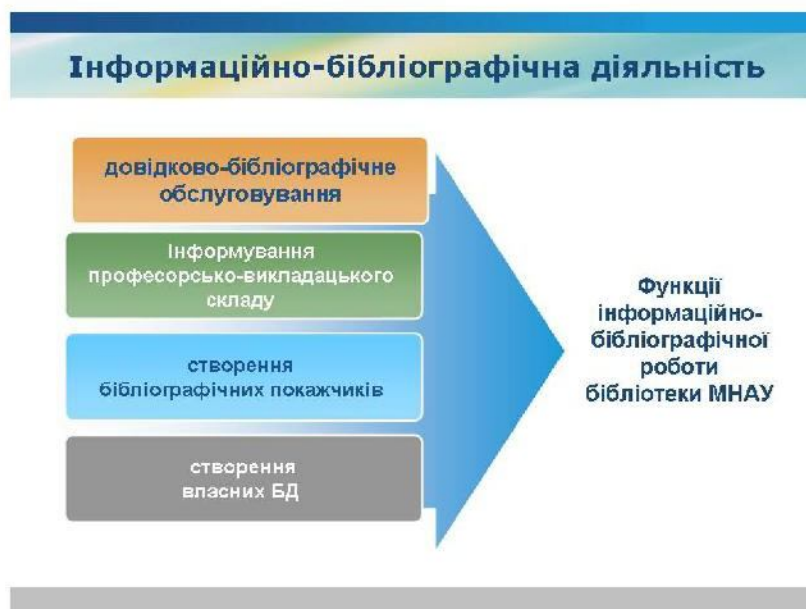 Інформаційно-бібліографічна діяльність
довідково-бібліографічне
обслуговування
Інформування
професорсько-викладацького
складу
створення
бібліографічних покажчиків
створення
власних БД
Функції
інформаційно-
бібліографічної
роботи
бібліотеки МНАУ